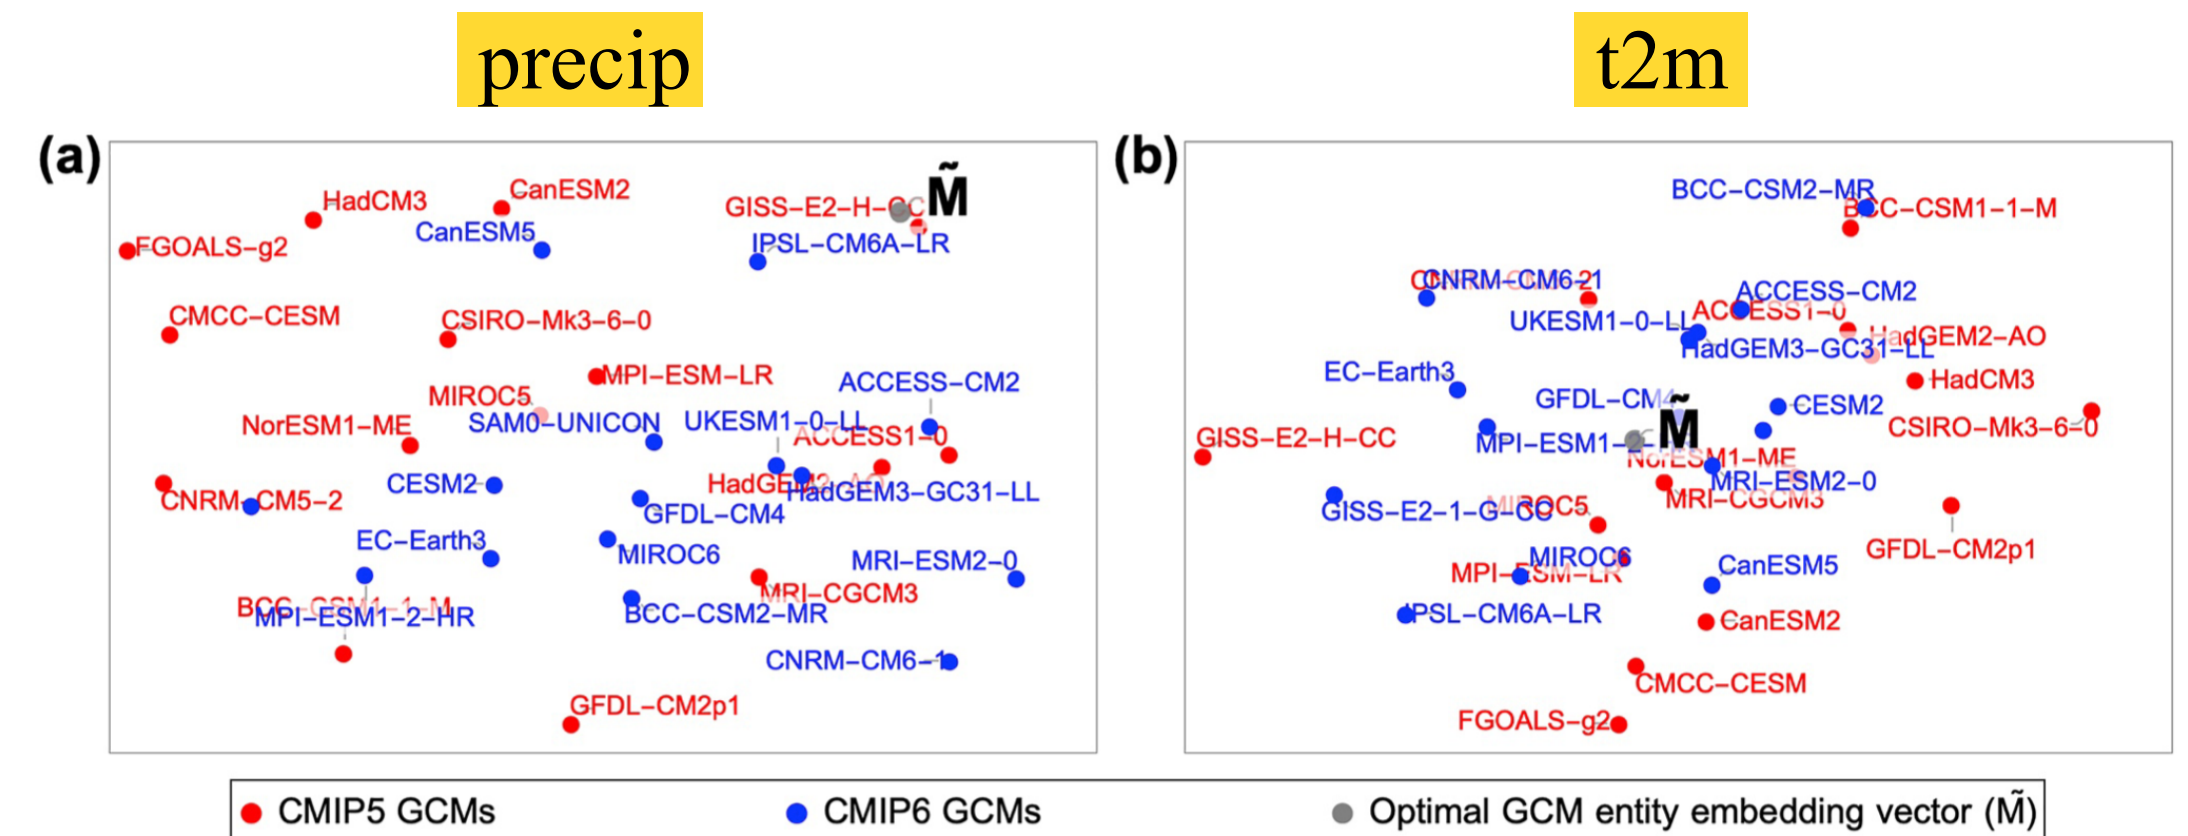 precip
t2m
(a)
HadCM3
CanESM2
CanESM5
GISS-E2-H-CC
M̃
IPSL-CM6A-LR
FGOALS-g2
CMCC-CESM
CSIRO-Mk3-6-0
MPI-ESM-LR
MIROC5
ACCESS-CM2
NorESM1-ME
SAM0-UNICON
UKESM1-0-LL
ACCESS1-0
CESM2
HadGEM2-AO
HadGEM3-GC31-LL
CNRM-CM5-2
GFDL-CM4
EC-Earth3
MIROC6
MRI-ESM2-0
BCC-CSM1-1-M
MPI-ESM1-2-HR
MRI-CGCM3
BCC-CSM2-MR
CNRM-CM6-1
GFDL-CM2p1
(b)
BCC-CSM2-MR
BCC-CSM1-1-M
CNRM-CM6-1
ACCESS-CM2
ACCESS1-0
UKESM1-0-LL
HadGEM2-AO
HadGEM3-GC31-LL
EC-Earth3
HadCM3
GFDL-CM4
M̃
CESM2
CSIRO-Mk3-6-0
GISS-E2-H-CC
NorESM1-ME
MRI-ESM2-0
MRI-CGCM3
GISS-E2-1-G-CC
MIROC5
GFDL-CM2p1
MIROC6
MPI-ESM-LR
CanESM5
IPSL-CM6A-LR
CanESM2
CMCC-CESM
FGOALS-g2
CMIP5 GCMs
CMIP6 GCMs
Optimal GCM entity embedding vector (M̃)